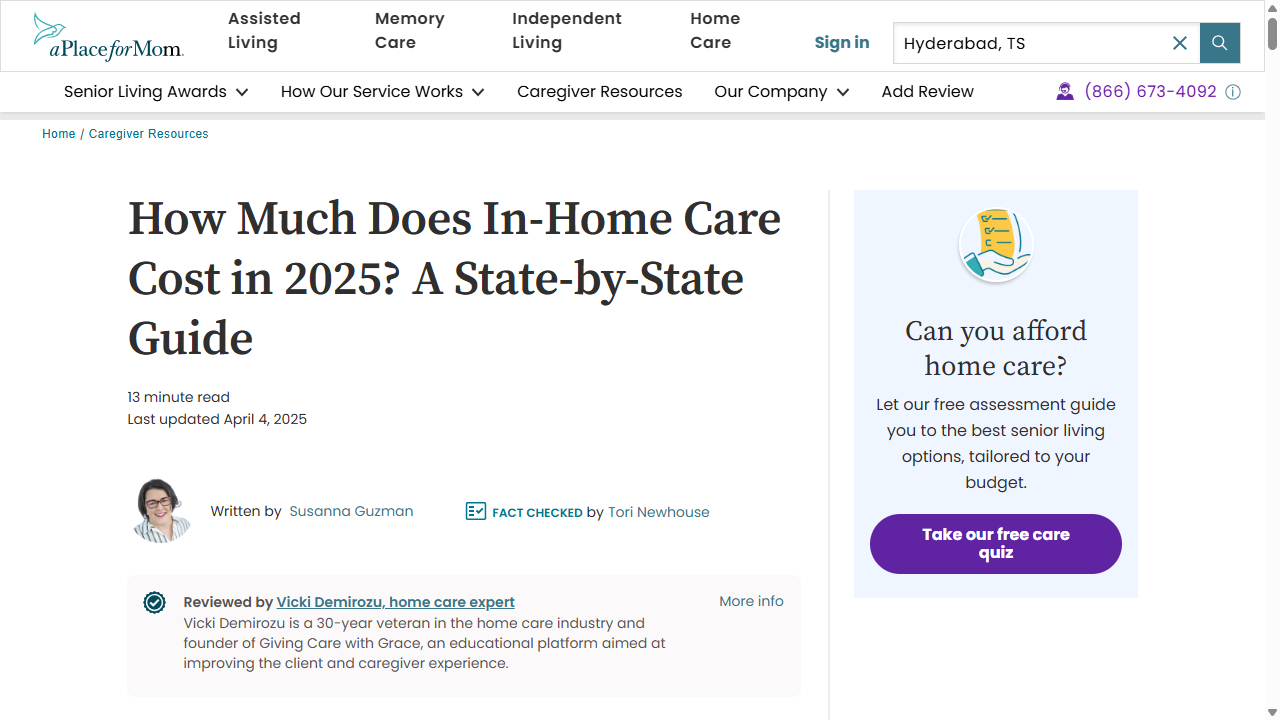 aPlaceforMom.
Assisted Living
Memory Care
Independent Living
Home Care
Sign in
Hyderabad, TS
Senior Living Awards
How Our Service Works
Caregiver Resources
Our Company
Add Review
(866) 673-4092
Home / Caregiver Resources
How Much Does In-Home Care
Cost in 2025? A State-by-State
Guide
13 minute read
Last updated April 4, 2025
Written by Susanna Guzman
FACT CHECKED by Tori Newhouse
Reviewed by Vicki Demirozu, home care expert
More info
Vicki Demirozu is a 30-year veteran in the home care industry and
founder of Giving Care with Grace, an educational platform aimed at
improving the client and caregiver experience.
Can you afford
home care?
Let our free assessment guide
you to the best senior living
options, tailored to your
budget.
Take our free care
quiz